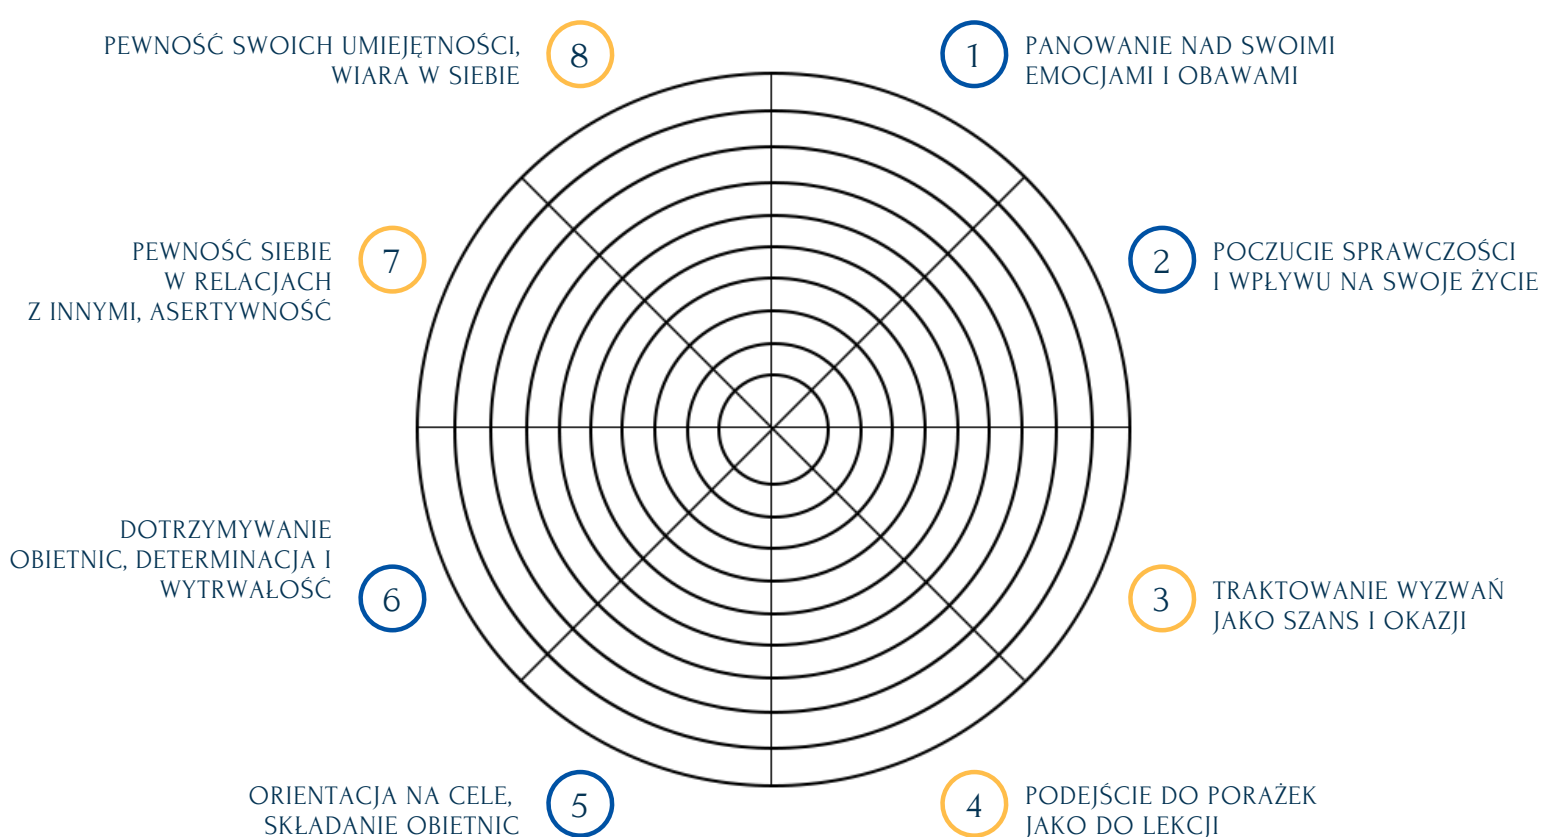 8
PEWNOŚĆ SWOICH UMIEJĘTNOŚCI,
WIARA W SIEBIE
1
PANOWANIE NAD SWOIMI
EMOCJAMI I OBAWAMI
7
PEWNOŚĆ SIEBIE
W RELACJACH
Z INNYMI, ASERTYWNOŚĆ
2
POCZUCIE SPRAWCZOŚCI
I WPŁYWU NA SWOJE ŻYCIE
6
DOTRZYMYWANIE
OBIETNIC, DETERMINACJA I
WYTRWAŁOŚĆ
3
TRAKTOWANIE WYZWAŃ
JAKO SZANS I OKAZJI
5
ORIENTACJA NA CELE,
SKŁADANIE OBIETNIC
4
PODEJŚCIE DO PORAŻEK
JAKO DO LEKCJI